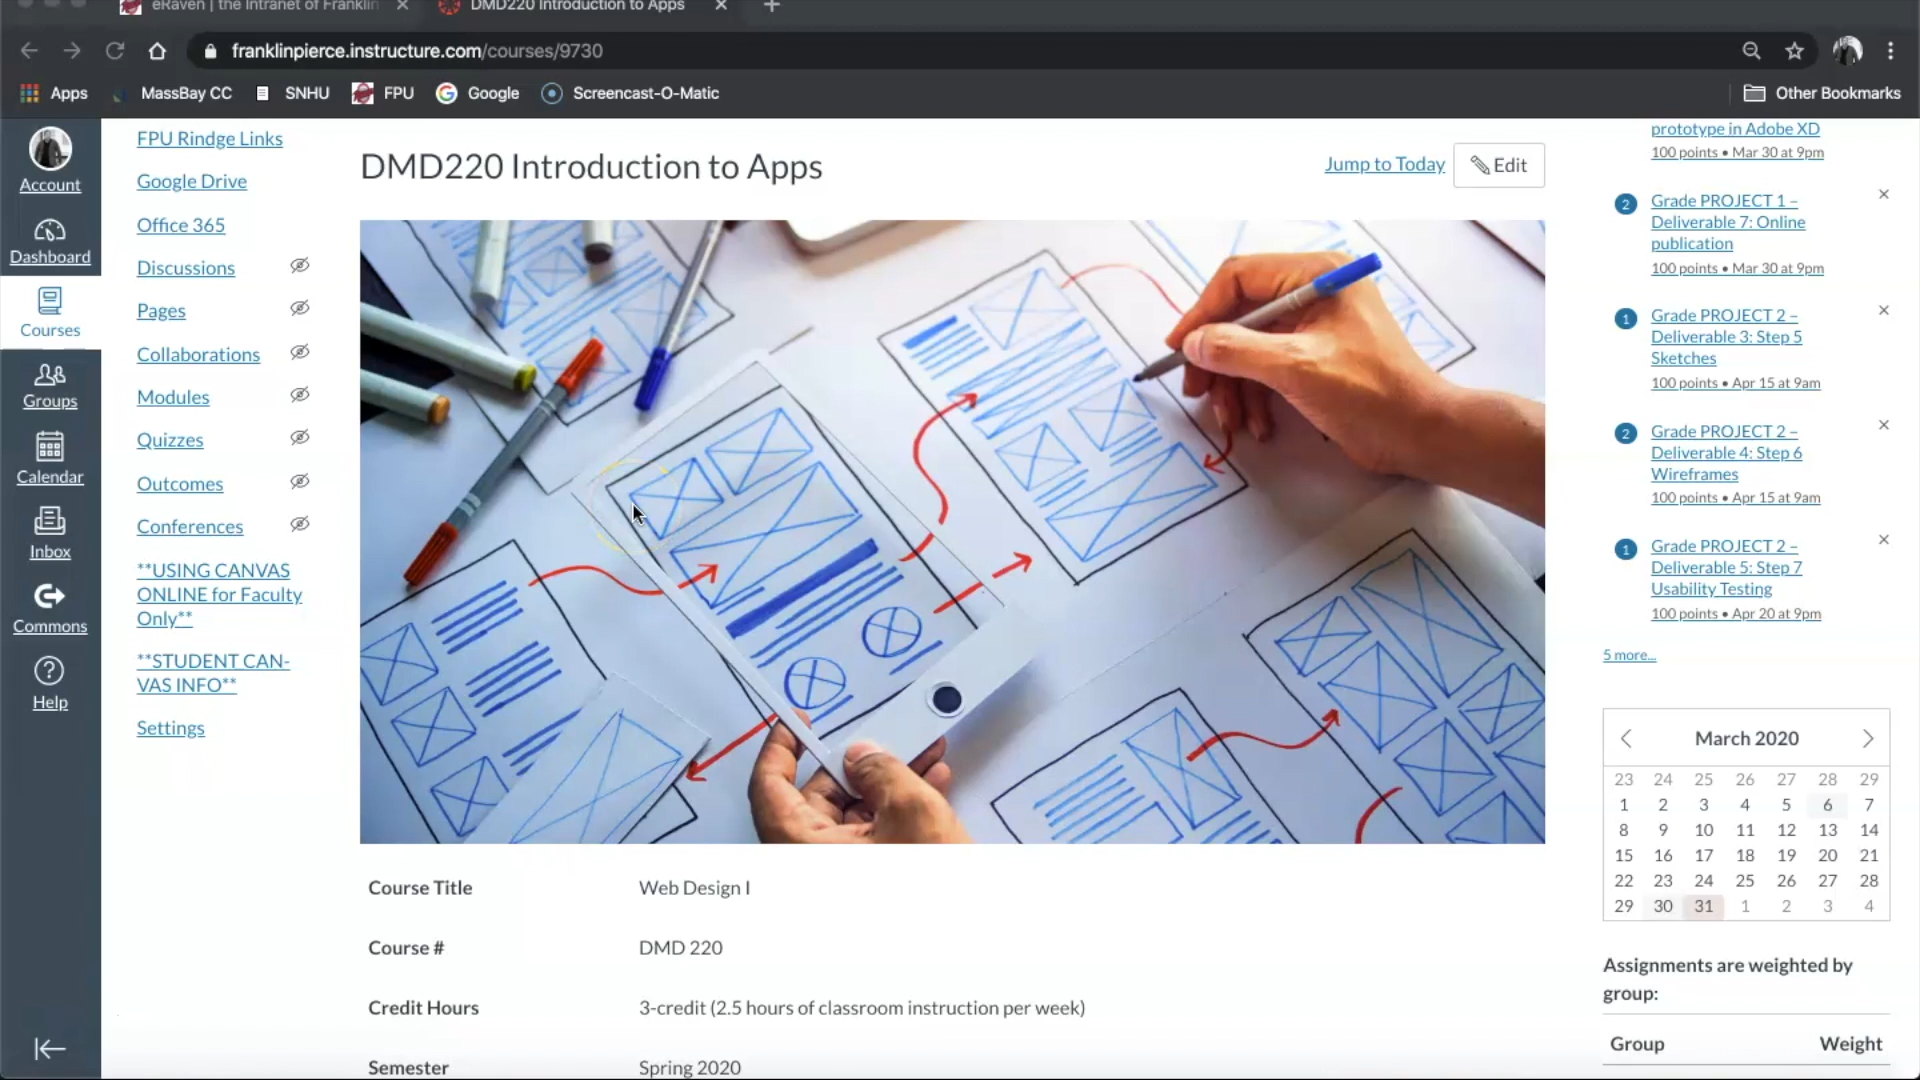 eRaven | the Intranet of Franklin
DMD220 Introduction to Apps
franklinpierce.instructure.com/courses/9730
Apps
MassBay CC
SNHU
FPU
Google
Screencast-O-Matic
Other Bookmarks
Account
Dashboard
Courses
Groups
Calendar
Inbox
Commons
Help
FPU Rindge Links
Google Drive
Office 365
Discussions
Pages
Collaborations
Modules
Quizzes
Outcomes
Conferences
**USING CANVAS
ONLINE for Faculty
Only**
**STUDENT CAN-
VAS INFO**
Settings
DMD220 Introduction to Apps
Jump to Today
Edit
Course Title Web Design I
Course # DMD 220
Credit Hours 3-credit (2.5 hours of classroom instruction per week)
Semester Spring 2020
prototype in Adobe XD
100 points • Mar 30 at 9pm
2 Grade PROJECT 1 –
Deliverable 7: Online
publication
100 points • Mar 30 at 9pm
1 Grade PROJECT 2 –
Deliverable 3: Step 5
Sketches
100 points • Apr 15 at 9am
2 Grade PROJECT 2 –
Deliverable 4: Step 6
Wireframes
100 points • Apr 15 at 9am
1 Grade PROJECT 2 –
Deliverable 5: Step 7
Usability Testing
100 points • Apr 20 at 9pm
5 more...
March 2020
23 24 25 26 27 28 29
1 2 3 4 5 6 7
8 9 10 11 12 13 14
15 16 17 18 19 20 21
22 23 24 25 26 27 28
29 30 31 1 2 3 4
Assignments are weighted by
group:
Group Weight